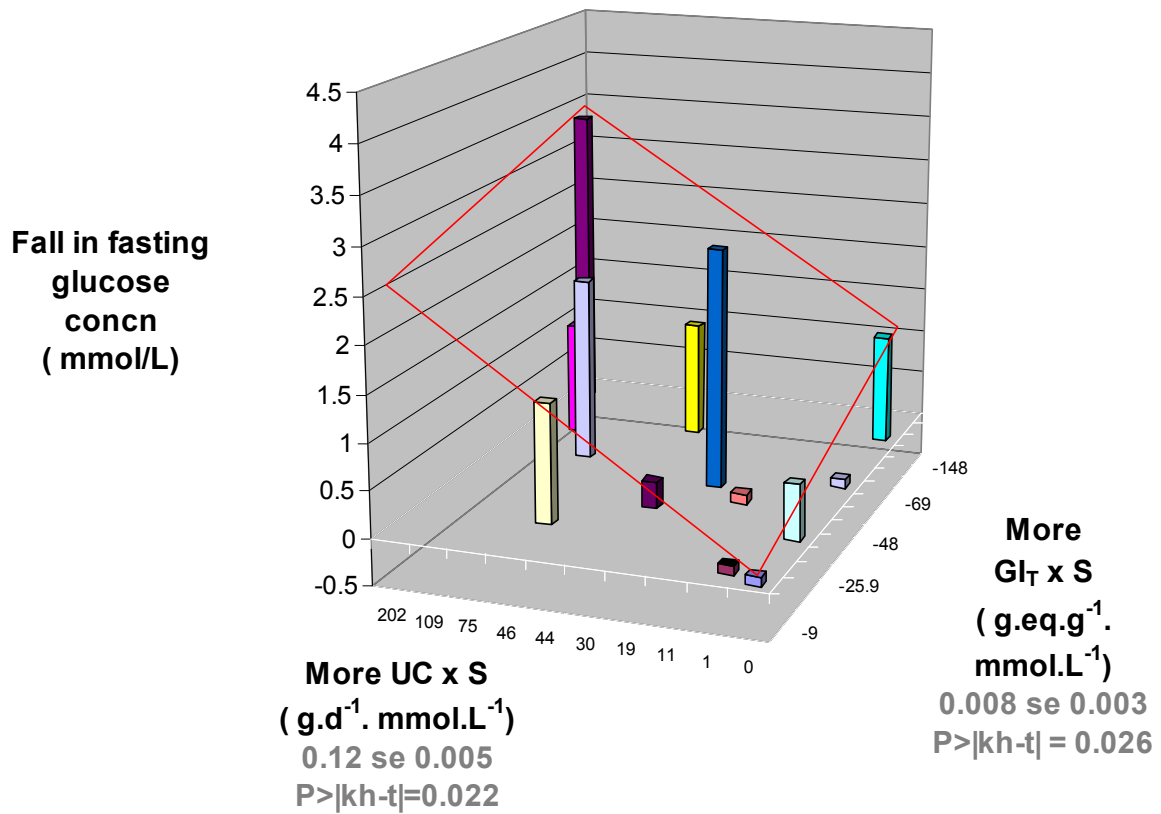 4.5
4
3.5
3
2.5
2
1.5
1
0.5
0
-0.5
Fall in fasting
glucose
concn
( mmol/L)
202 109 75 46 44 30 19 11 1 0
-148
-69
-48
-25.9
-9
More UC x S
( g.d⁻¹. mmol.L⁻¹)
0.12 se 0.005
P>|kh-t|=0.022
More
GI_T x S
( g.eq.g⁻¹.
mmol.L⁻¹)
0.008 se 0.003
P>|kh-t| = 0.026